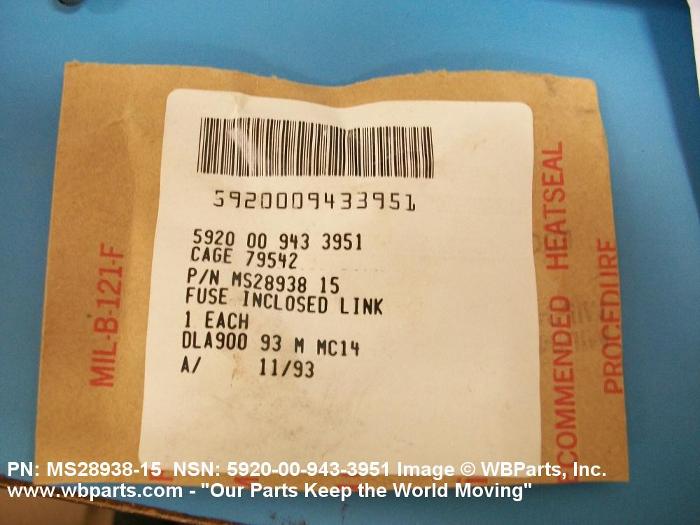 5920009433951
5920 00 943 3951
CAGE 79542
P/N MS28938 15
FUSE INCLOSED LINK
1 EACH
DLA900 93 M MC14
A/ 11/93
MIL-B-121-F
HEATSEAL
PROCEDURE
PN: MS28938-15 NSN: 5920-00-943-3951 Image © WBParts, Inc.
www.wbparts.com - "Our Parts Keep the World Moving"